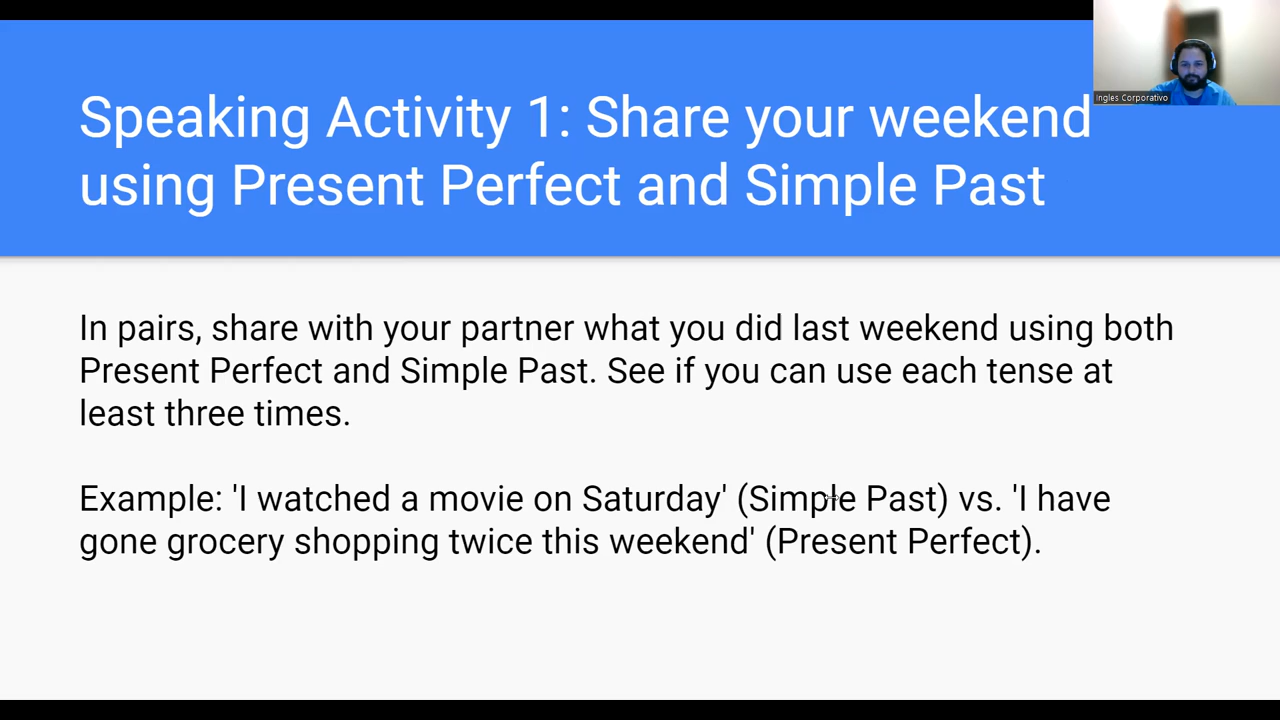 Speaking Activity 1: Share your weekend
using Present Perfect and Simple Past
Ingles Corporativo
In pairs, share with your partner what you did last weekend using both
Present Perfect and Simple Past. See if you can use each tense at
least three times.
Example: 'I watched a movie on Saturday' (Simple Past) vs. 'I have
gone grocery shopping twice this weekend' (Present Perfect).